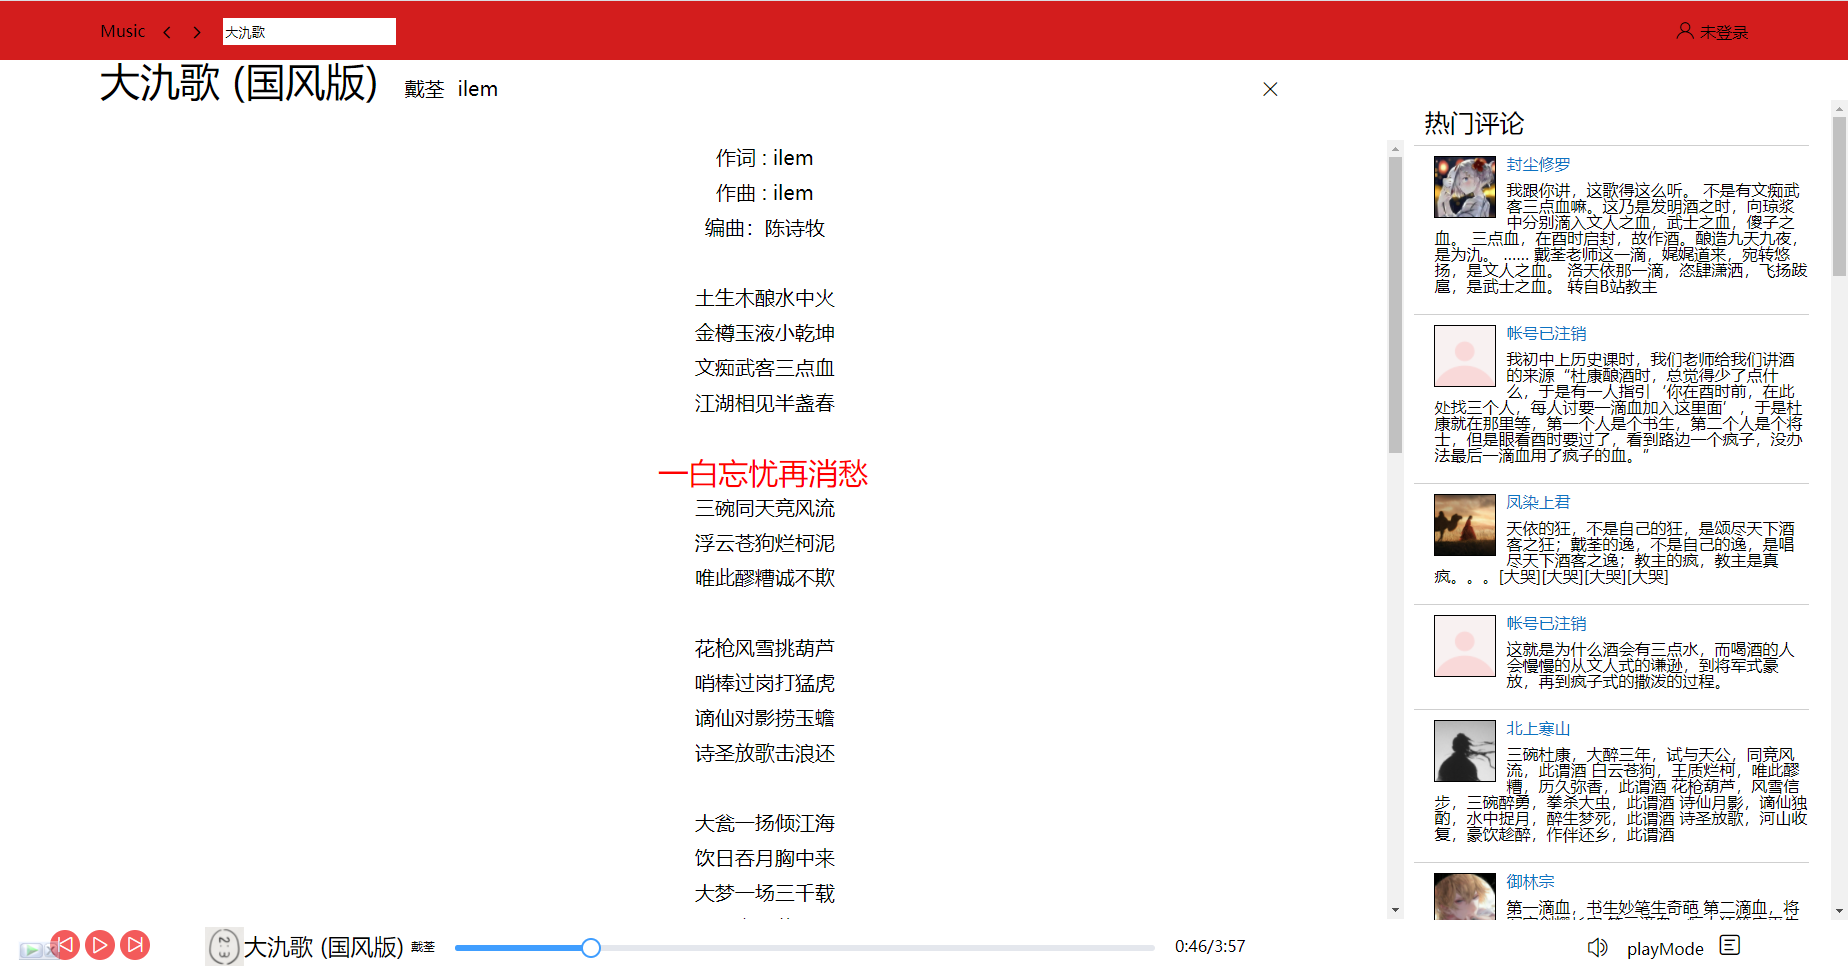 Music
大氿歌
未登录
大氿歌 (国风版) 戴荃 ilem
作词 : ilem
作曲 : ilem
编曲：陈诗牧
土生木酿水中火
金樽玉液小乾坤
文痴武客三点血
江湖相见半盏春
一白忘忧再消愁
三碗同天竞风流
浮云苍狗烂柯泥
唯此醪糟诚不欺
花枪风雪挑葫芦
哨棒过岗打猛虎
谪仙对影捞玉蟾
诗圣放歌击浪还
大瓮一扬倾江海
饮日吞月胸中来
大梦一场三千载
热门评论
封尘修罗
我跟你讲，这歌得这么听。 不是有文痴武
客三点血嘛。这乃是发明酒之时，向琼浆
中分别滴入文人之血，武士之血，傻子之
血。 三点血，在酉时启封，故作酒。酿造九天九夜，
是为氿。 ...... 戴荃老师这一滴，娓娓道来，宛转悠
扬，是文人之血。 洛天依那一滴，恣肆潇洒，飞扬跋
扈，是武士之血。 转自B站教主
帐号已注销
我初中上历史课时，我们老师给我们讲酒
的来源“杜康酿酒时，总觉得少了点什
么，于是有一人指引‘你在酉时前，在此
处找三个人，每人讨要一滴血加入这里面’，于是杜
康就在那里等，第一个人是个书生，第二个人是个将
士，但是眼看酉时要过了，看到路边一个疯子，没办
法最后一滴血用了疯子的血。”
凤染上君
天依的狂，不是自己的狂，是颂尽天下酒
客之狂；戴荃的逸，不是自己的逸，是唱
尽天下酒客之逸；教主的疯，教主是真
疯。。。[大哭][大哭][大哭][大哭]
帐号已注销
这就是为什么酒会有三点水，而喝酒的人
会慢慢的从文人式的谦逊，到将军式豪
放，再到疯子式的撒泼的过程。
北上寒山
三碗杜康，大醉三年，试与天公，同竞风
流，此谓酒 白云苍狗，王质烂柯，唯此醪
糟，历久弥香，此谓酒 花枪葫芦，风雪信
步，三碗醉勇，拳杀大虫，此谓酒 诗仙月影，谪仙独
酌，水中捉月，醉生梦死，此谓酒 诗圣放歌，河山收
复，豪饮趁醉，作伴还乡，此谓酒
御林宗
第一滴血，书生妙笔生奇葩 第二滴血，将
大氿歌 (国风版) 戴荃
0:46/3:57
playMode